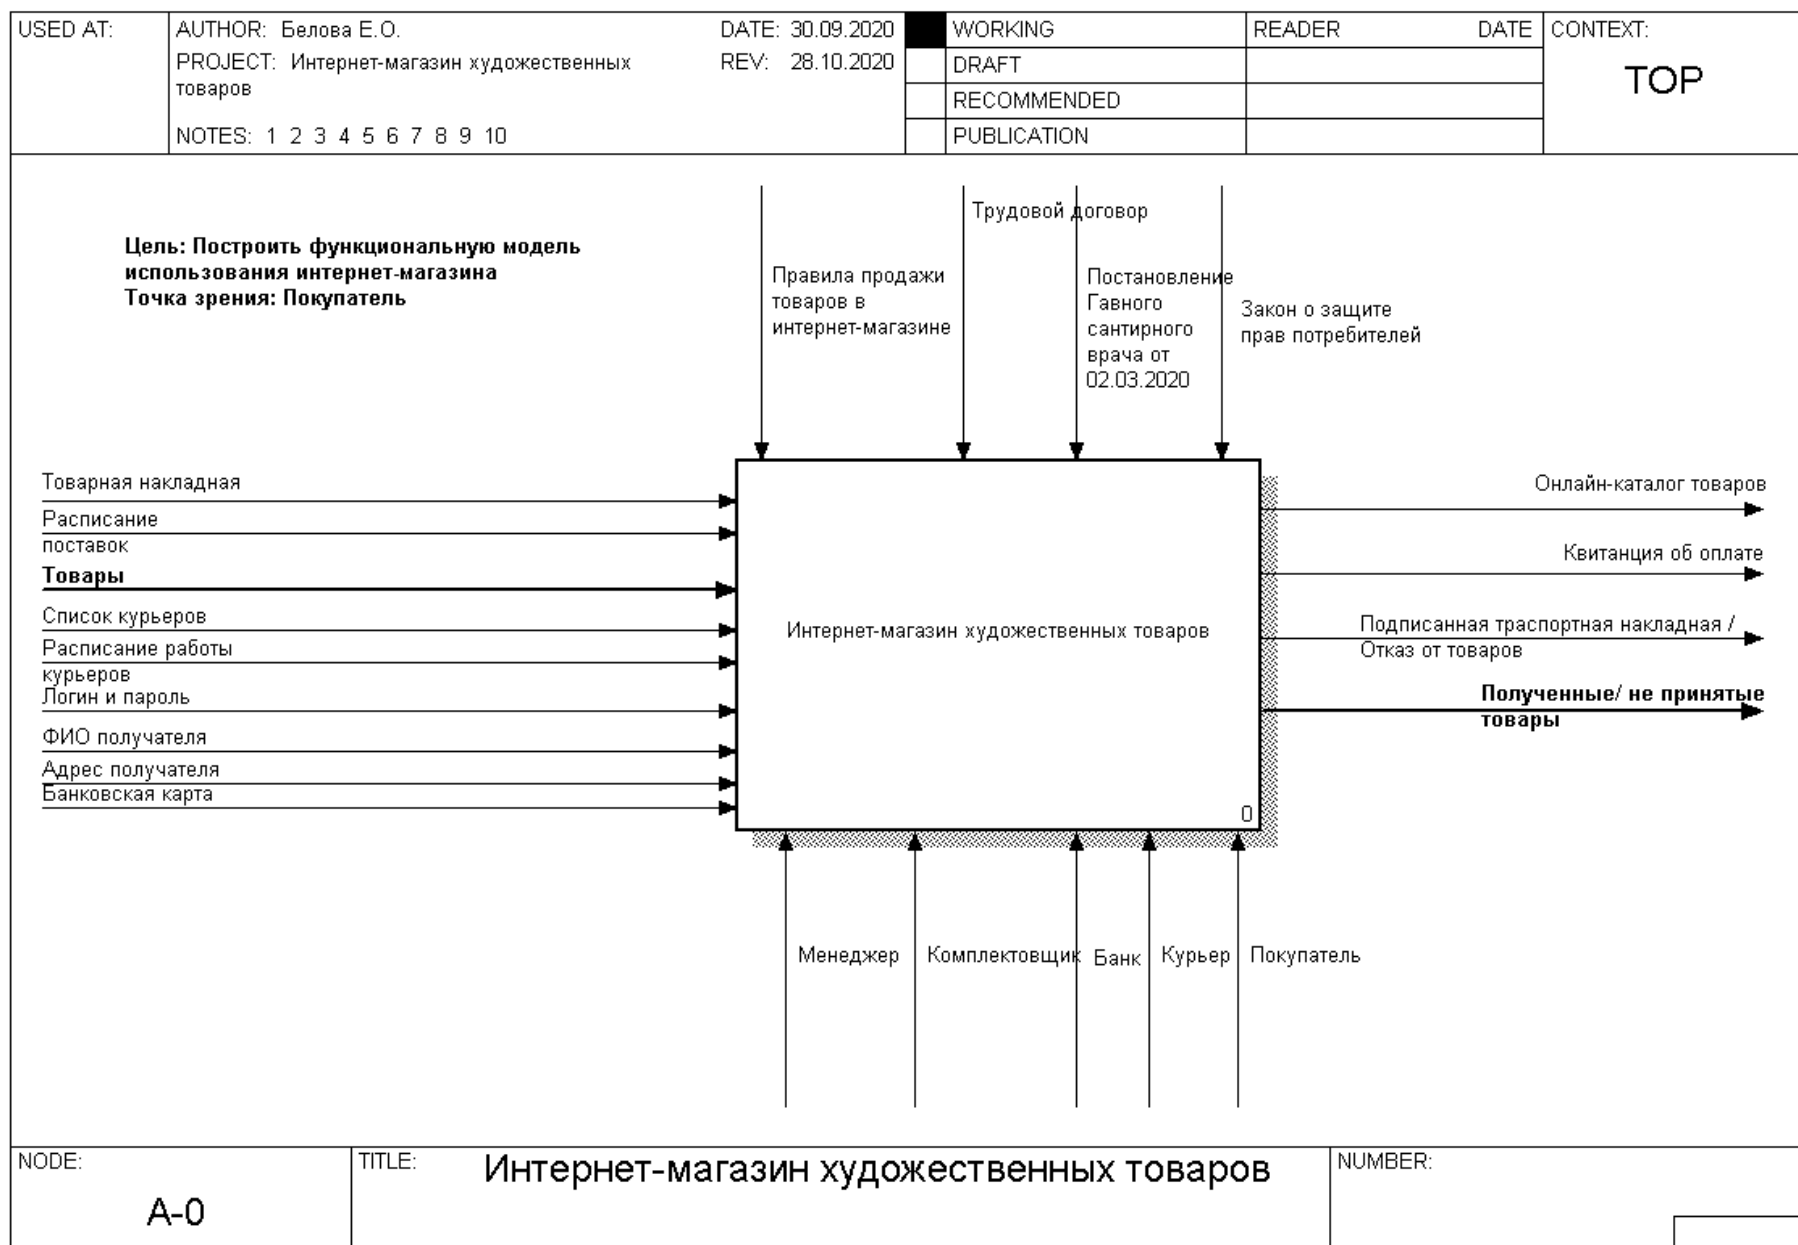 USED AT:
AUTHOR: Белова Е.О.
DATE: 30.09.2020
PROJECT: Интернет-магазин художественных
товаров
REV: 28.10.2020
NOTES: 1 2 3 4 5 6 7 8 9 10
WORKING
DRAFT
RECOMMENDED
PUBLICATION
READER
DATE
CONTEXT:
TOP
Цель: Построить функциональную модель
использования интернет-магазина
Точка зрения: Покупатель
Правила продажи
товаров в
интернет-магазине
Трудовой договор
Постановление
Гавного
сантирного
врача от
02.03.2020
Закон о защите
прав потребителей
Товарная накладная
Расписание
поставок
Товары
Список курьеров
Расписание работы
курьеров
Логин и пароль
ФИО получателя
Адрес получателя
Банковская карта
Интернет-магазин художественных товаров
0
Онлайн-каталог товаров
Квитанция об оплате
Подписанная траспортная накладная /
Отказ от товаров
Полученные/ не принятые
товары
Менеджер
Комплектовщик
Банк
Курьер
Покупатель
NODE:
A-0
TITLE:
Интернет-магазин художественных товаров
NUMBER: